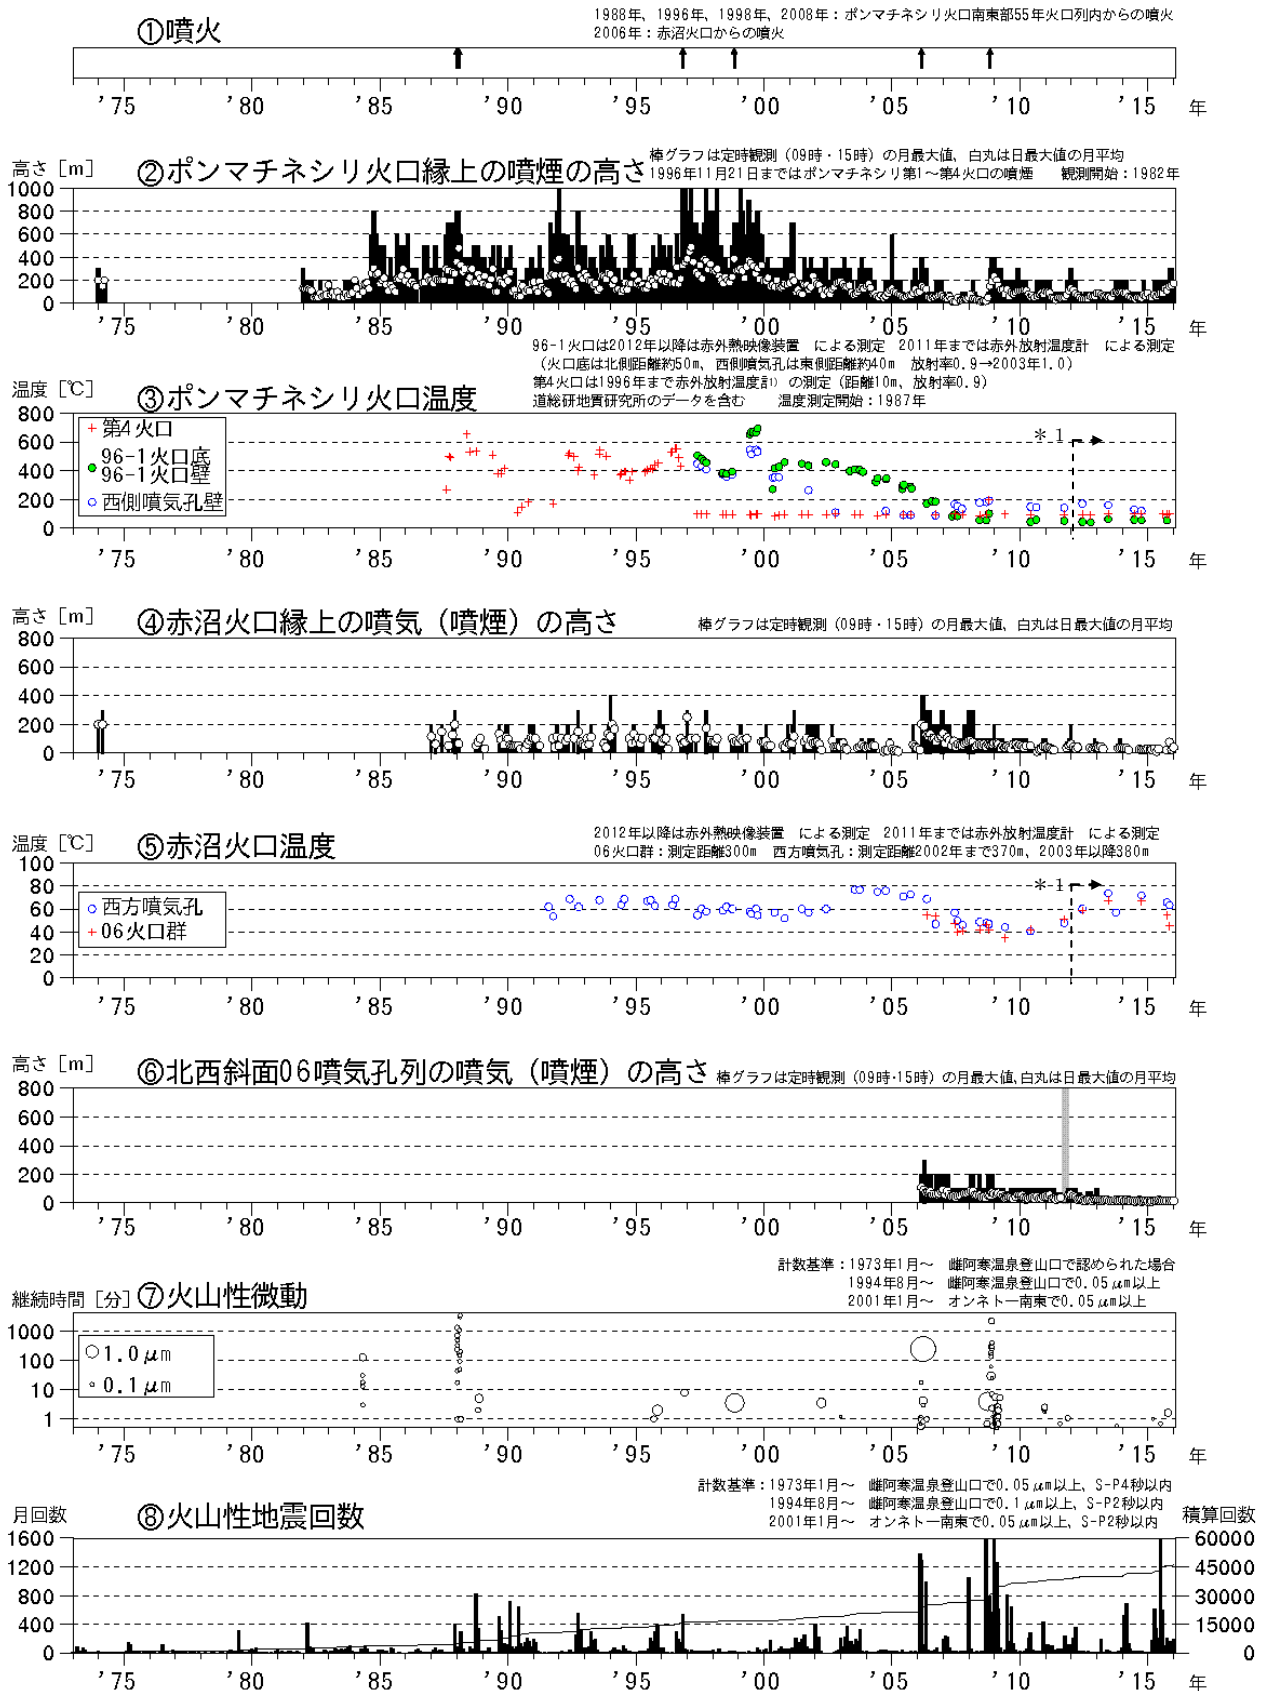 ①噴火
1988年、1996年、1998年、2008年：ポンマチネシリ火口南東部55年火口列内からの噴火
2006年：赤沼火口からの噴火
'75 '80 '85 '90 '95 '00 '05 '10 '15 年
高さ [m]
②ポンマチネシリ火口縁上の噴煙の高さ
棒グラフは定時観測（09時・15時）の月最大値、白丸は日最大値の月平均
1996年11月21日まではポンマチネシリ第1～第4火口の噴煙 観測開始：1982年
1000
800
600
400
200
0
'75 '80 '85 '90 '95 '00 '05 '10 '15 年
96-1火口は2012年以降は赤外熱映像装置 による測定 2011年までは赤外放射温度計 による測定
（火口底は北側距離約50m、西側噴気孔は東側距離約40m 放射率0.9→2003年1.0）
第4火口は1996年まで赤外放射温度計1) の測定（距離10m、放射率0.9）
道総研地質研究所のデータを含む 温度測定開始：1987年
温度 [℃]
③ポンマチネシリ火口温度
800
600
400
200
0
第4火口
96-1火口底
96-1火口壁
西側噴気孔壁
＊1
'75 '80 '85 '90 '95 '00 '05 '10 '15 年
高さ [m]
④赤沼火口縁上の噴気（噴煙）の高さ
棒グラフは定時観測（09時・15時）の月最大値、白丸は日最大値の月平均
800
600
400
200
0
'75 '80 '85 '90 '95 '00 '05 '10 '15 年
温度 [℃]
⑤赤沼火口温度
2012年以降は赤外熱映像装置 による測定 2011年までは赤外放射温度計 による測定
06火口群：測定距離300m 西方噴気孔：測定距離2002年まで370m、2003年以降380m
100
80
60
40
20
0
西方噴気孔
06火口群
＊1
'75 '80 '85 '90 '95 '00 '05 '10 '15 年
高さ [m]
⑥北西斜面06噴気孔列の噴気（噴煙）の高さ
棒グラフは定時観測（09時・15時）の月最大値、白丸は日最大値の月平均
800
600
400
200
0
'75 '80 '85 '90 '95 '00 '05 '10 '15 年
計数基準：1973年1月～ 雌阿寒温泉登山口で認められた場合
1994年8月～ 雌阿寒温泉登山口で0.05μm以上
2001年1月～ オンネトー南東で0.05μm以上
継続時間 [分]
⑦火山性微動
1000
100
10
1
1.0μm
0.1μm
'75 '80 '85 '90 '95 '00 '05 '10 '15 年
計数基準：1973年1月～ 雌阿寒温泉登山口で0.05μm以上、S-P4秒以内
1994年8月～ 雌阿寒温泉登山口で0.1μm以上、S-P2秒以内
2001年1月～ オンネトー南東で0.05μm以上、S-P2秒以内
月回数
⑧火山性地震回数
積算回数
1600 60000
1200 45000
800 30000
400 15000
0 0
'75 '80 '85 '90 '95 '00 '05 '10 '15 年